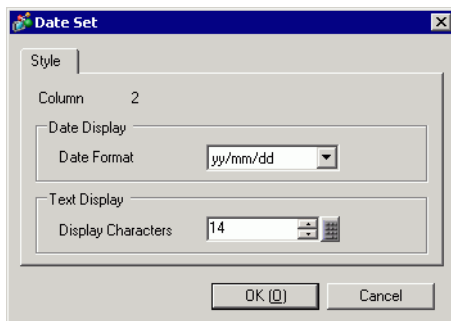 Date Set
Style
Column 2
Date Display
Date Format yy/mm/dd
Text Display
Display Characters 14
OK (O) Cancel